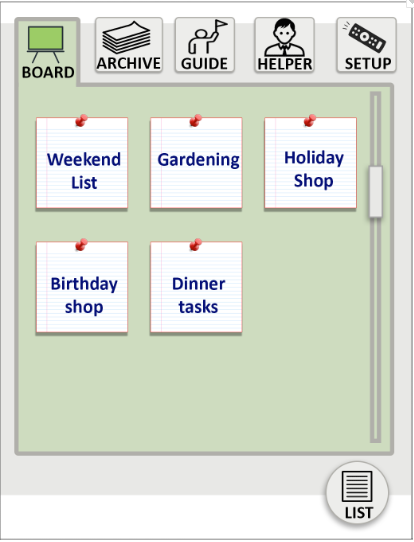 BOARD
ARCHIVE
GUIDE
HELPER
SETUP
Weekend
List
Gardening
Holiday
Shop
Birthday
shop
Dinner
tasks
LIST